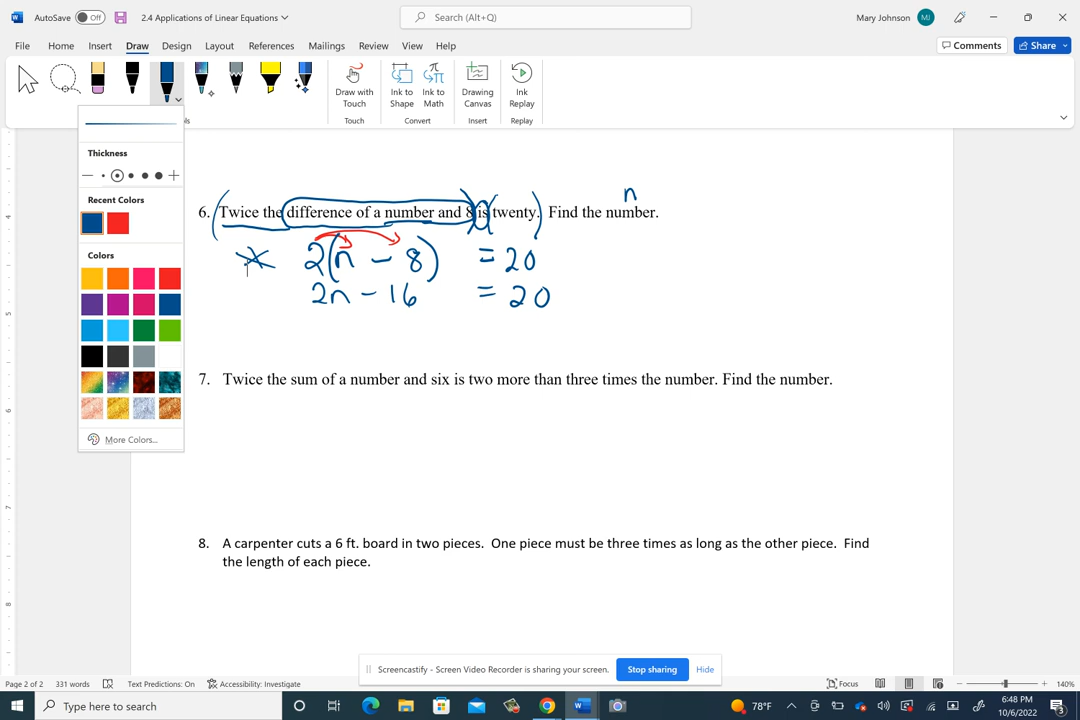 AutoSave Off 2.4 Applications of Linear Equations Search (Alt+Q) Mary Johnson MJ
File Home Insert Draw Design Layout References Mailings Review View Help Comments Share
Draw with Touch Ink to Shape Ink to Math Drawing Canvas Ink Replay
Touch Convert Insert Replay
Thickness
Recent Colors
Colors
More Colors...
n
6. Twice the difference of a number and 8 is twenty. Find the number.
2(n - 8) = 20
2n - 16 = 20
7. Twice the sum of a number and six is two more than three times the number. Find the number.
8. A carpenter cuts a 6 ft. board in two pieces. One piece must be three times as long as the other piece. Find
the length of each piece.
Screencastify - Screen Video Recorder is sharing your screen. Stop sharing Hide
Page 2 of 2 331 words Text Predictions: On Accessibility: Investigate Focus 140%
Type here to search 78°F 6:48 PM
10/6/2022 3